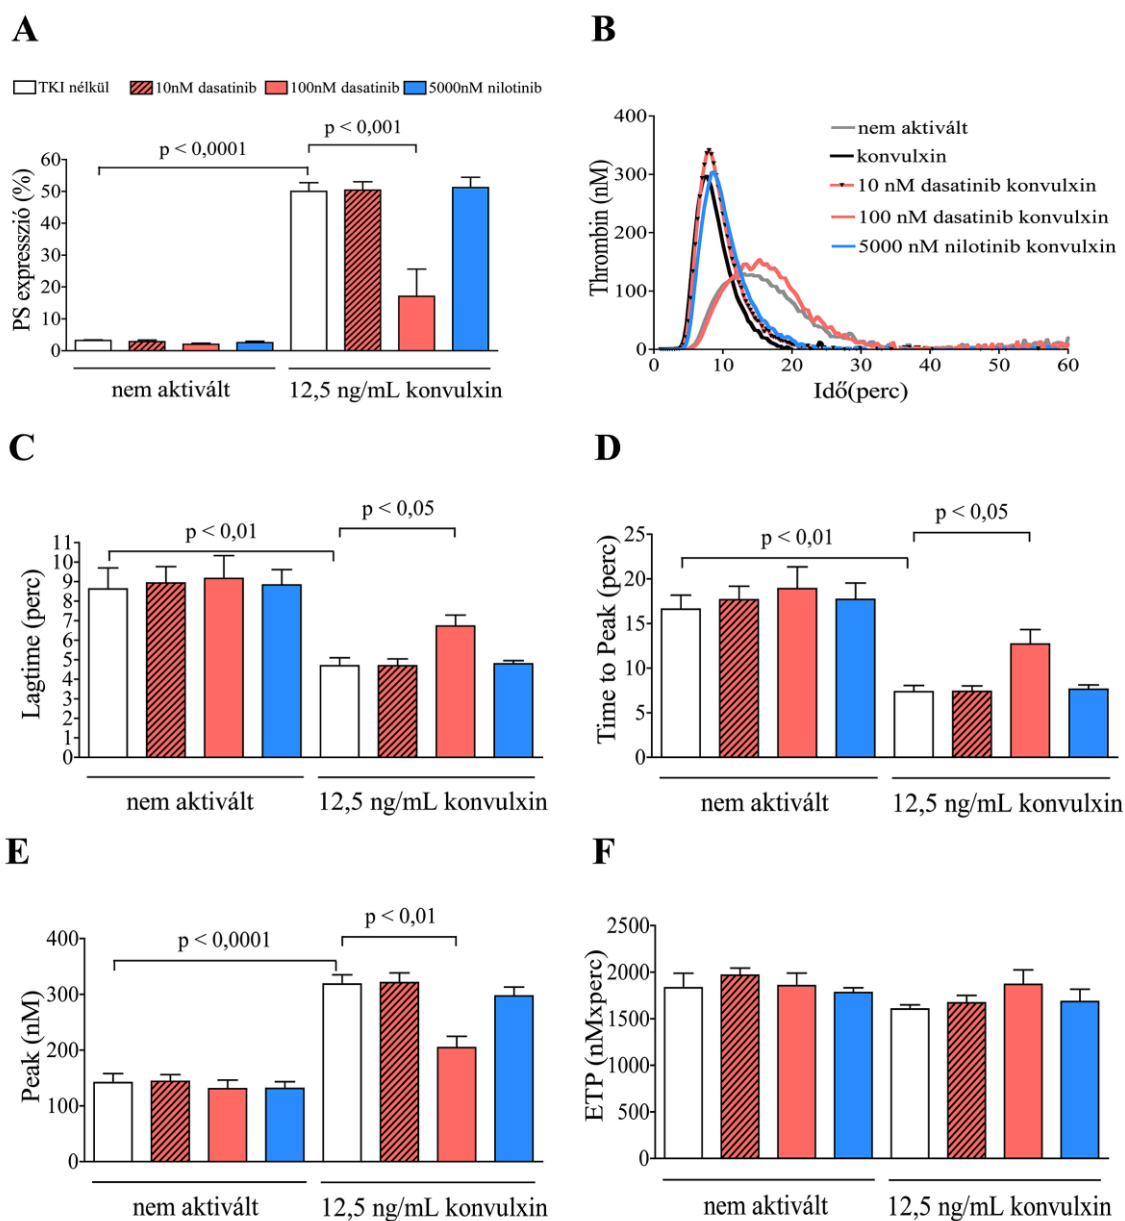 A
TKI nélkül 10nM dasatinib 100nM dasatinib 5000nM nilotinib
p < 0,001
p < 0,0001
PS expresszió (%)
60
50
40
30
20
10
0
nem aktivált 12,5 ng/mL konvulxin
B
Thrombin (nM)
400
300
200
100
0
nem aktivált
konvulxin
10 nM dasatinib konvulxin
100 nM dasatinib konvulxin
5000 nM nilotinib konvulxin
0 10 20 30 40 50 60
Idő(perc)
C
p < 0,05
p < 0,01
Lagtime (perc)
11
10
9
8
7
6
5
4
3
2
1
0
nem aktivált 12,5 ng/mL konvulxin
D
p < 0,05
p < 0,01
Time to Peak (perc)
25
20
15
10
5
0
nem aktivált 12,5 ng/mL konvulxin
E
p < 0,01
p < 0,0001
Peak (nM)
400
300
200
100
0
nem aktivált 12,5 ng/mL konvulxin
F
ETP (nMxperc)
2500
2000
1500
1000
500
0
nem aktivált 12,5 ng/mL konvulxin